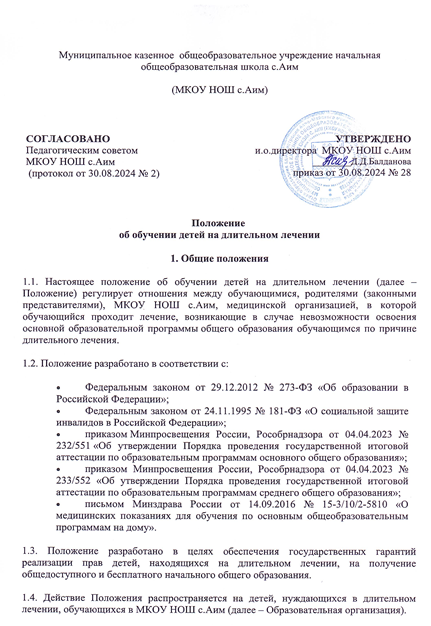 Муниципальное казенное общеобразовательное учреждение начальная
общеобразовательная школа с.Аим
(МКОУ НОШ с.Аим)
СОГЛАСОВАНО
Педагогическим советом
МКОУ НОШ с.Аим
(протокол от 30.08.2024 № 2)
УТВЕРЖДЕНО
и.о.директора МКОУ НОШ с.Аим
Д.Д.Балданова
приказ от 30.08.2024 № 28
Положение
об обучении детей на длительном лечении
1. Общие положения
1.1. Настоящее положение об обучении детей на длительном лечении (далее –
Положение) регулирует отношения между обучающимися, родителями (законными
представителями), МКОУ НОШ с.Аим, медицинской организацией, в которой
обучающийся проходит лечение, возникающие в случае невозможности освоения
основной образовательной программы общего образования обучающимся по причине
длительного лечения.
1.2. Положение разработано в соответствии с:
• Федеральным законом от 29.12.2012 № 273-ФЗ «Об образовании в
Российской Федерации»;
• Федеральным законом от 24.11.1995 № 181-ФЗ «О социальной защите
инвалидов в Российской Федерации»;
• приказом Минпросвещения России, Рособрнадзора от 04.04.2023 №
232/551 «Об утверждении Порядка проведения государственной итоговой
аттестации по образовательным программам основного общего образования»;
• приказом Минпросвещения России, Рособрнадзора от 04.04.2023 №
233/552 «Об утверждении Порядка проведения государственной итоговой
аттестации по образовательным программам среднего общего образования»;
• письмом Минздрава России от 14.09.2016 № 15-3/10/2-5810 «О
медицинских показаниях для обучения по основным общеобразовательным
программам на дому».
1.3. Положение разработано в целях обеспечения государственных гарантий
реализации прав детей, находящихся на длительном лечении, на получение
общедоступного и бесплатного начального общего образования.
1.4. Действие Положения распространяется на детей, нуждающихся в длительном
лечении, обучающихся в МКОУ НОШ с.Аим (далее – Образовательная организация).